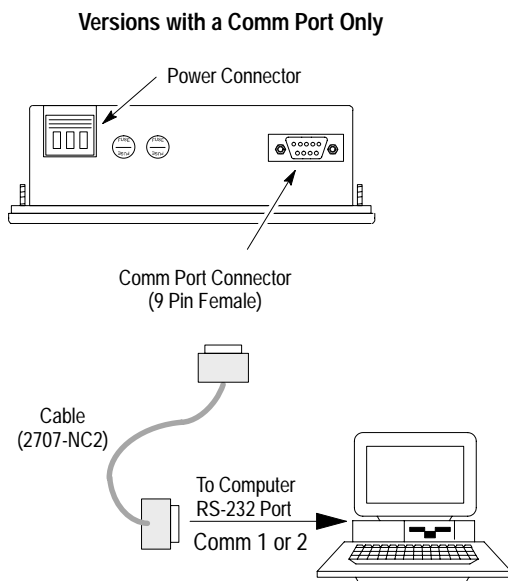 Versions with a Comm Port Only
Power Connector
Comm Port Connector
(9 Pin Female)
Cable
(2707-NC2)
To Computer
RS-232 Port
Comm 1 or 2